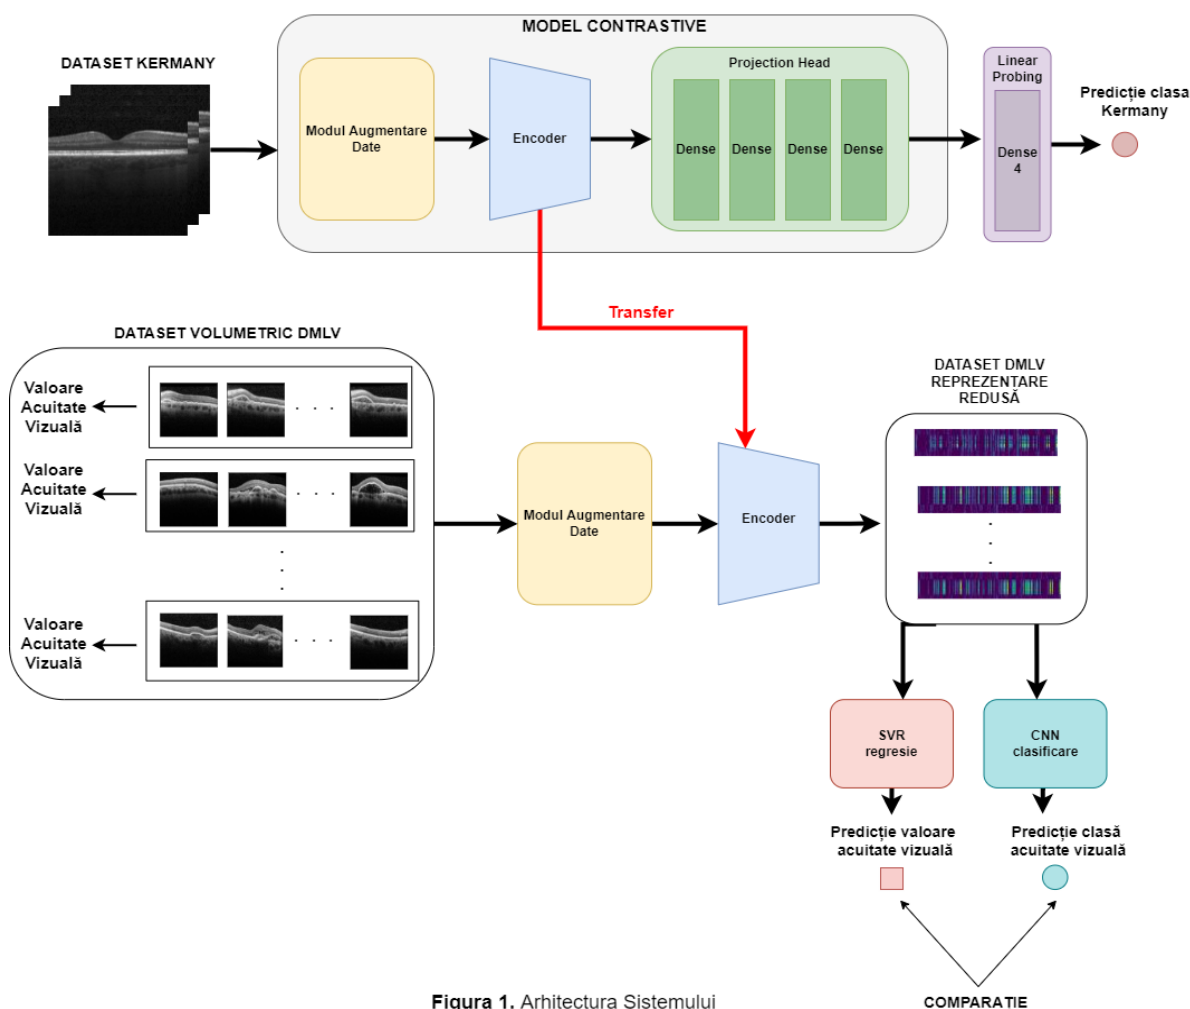 MODEL CONTRASTIVE
DATASET KERMANY
Modul Augmentare
Date
Encoder
Projection Head
Dense
Dense
Dense
Dense
Linear
Probing
Dense
4
Predicție clasa
Kermany
Transfer
DATASET VOLUMETRIC DMLV
Valoare
Acuitate
Vizuală
Valoare
Acuitate
Vizuală
Valoare
Acuitate
Vizuală
Modul Augmentare
Date
Encoder
DATASET DMLV
REPREZENTARE
REDUSĂ
SVR
regresie
CNN
clasificare
Predicție valoare
acuitate vizuală
Predicție clasă
acuitate vizuală
COMPARATIE
Figura 1. Arhitectura Sistemului